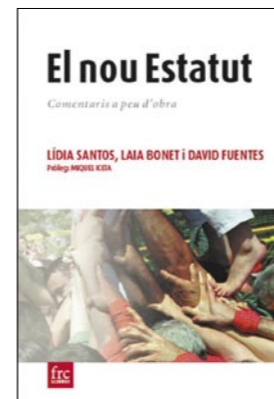 El nou Estatut
Comentaris a peu d'obra
LÍDIA SANTOS, LAIA BONET i DAVID FUENTES
Pròleg: MIQUEL ICETA
frc